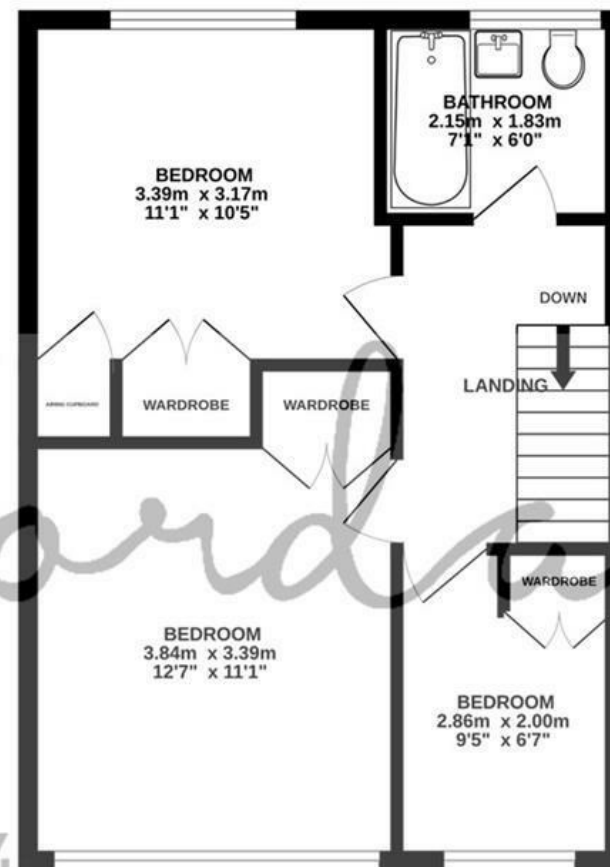 BATHROOM
2.15m x 1.83m
7'1" x 6'0"
BEDROOM
3.39m x 3.17m
11'1" x 10'5"
DOWN
LANDING
AIRING CUPBOARD
WARDROBE
WARDROBE
WARDROBE
BEDROOM
3.84m x 3.39m
12'7" x 11'1"
BEDROOM
2.86m x 2.00m
9'5" x 6'7"